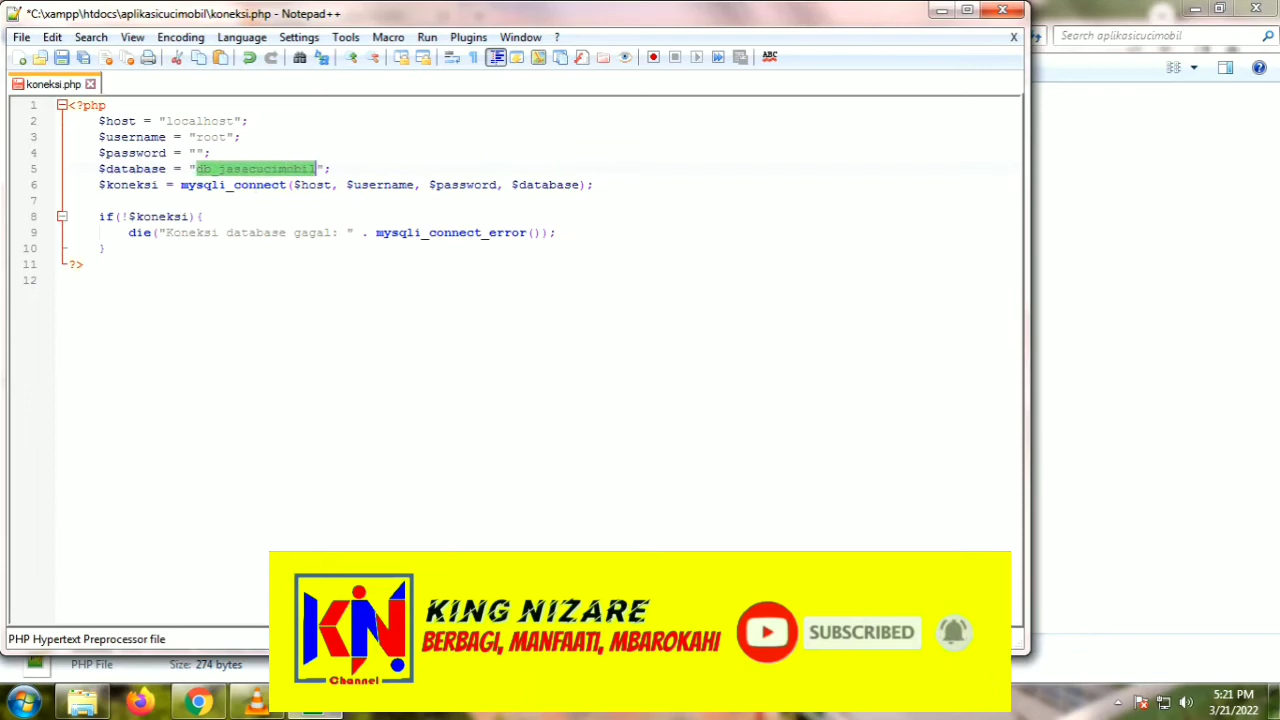 *C:\xampp\htdocs\aplikasicucimobil\koneksi.php - Notepad++
File Edit Search View Encoding Language Settings Tools Macro Run Plugins Window ?
X
Search aplikasicucimobil
ABC
koneksi.php
1 <?php
2 $host = "localhost";
3 $username = "root";
4 $password = "";
5 $database = "db_jasacucimobil";
6 $koneksi = mysqli_connect($host, $username, $password, $database);
7
8 if(!$koneksi){
9 die("Koneksi database gagal: " . mysqli_connect_error());
10 }
11 ?>
12
PHP Hypertext Preprocessor file
PHP File Size: 274 bytes
KN
Channel
KING NIZARE
BERBAGI, MANFAATI, MBAROKAHI
SUBSCRIBED
5:21 PM
3/21/2022